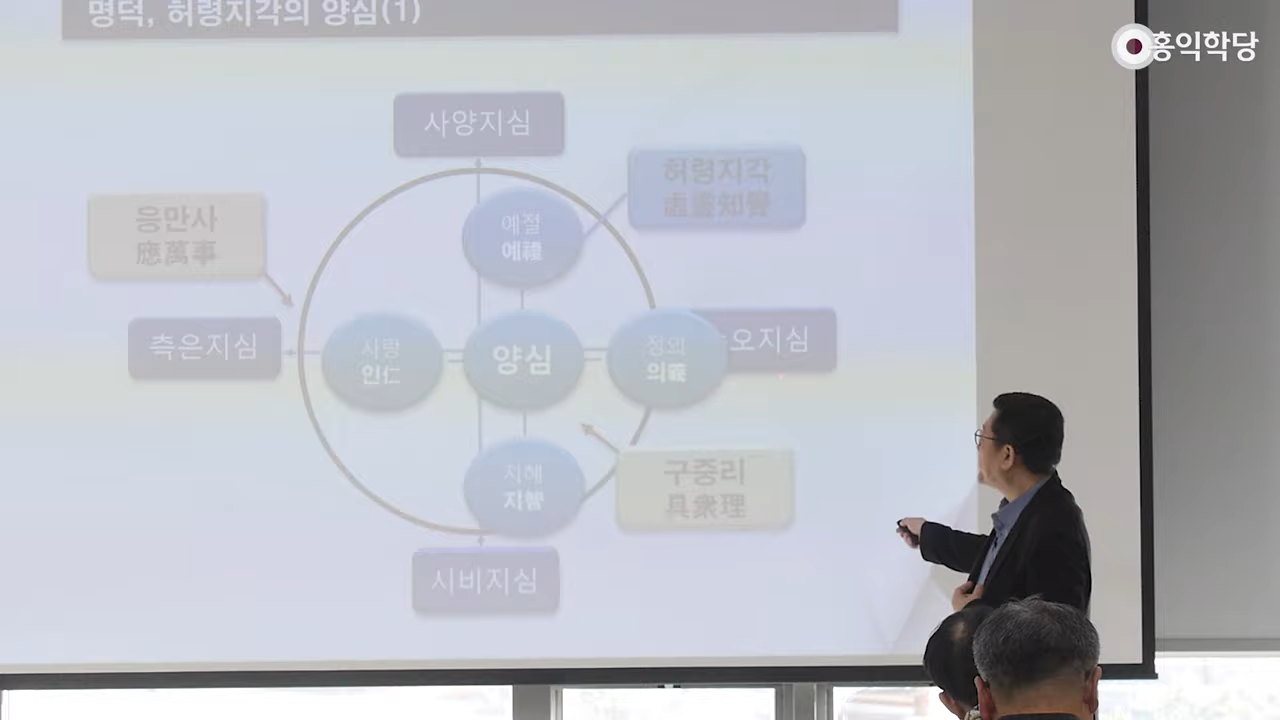 명덕, 허령지각의 양심(1)
홍익학당
사양지심
허령지각
虛靈知覺
응만사
應萬事
예절
예禮
측은지심
사랑
인仁
양심
정의
의義
오지심
지혜
지智
구중리
具衆理
시비지심